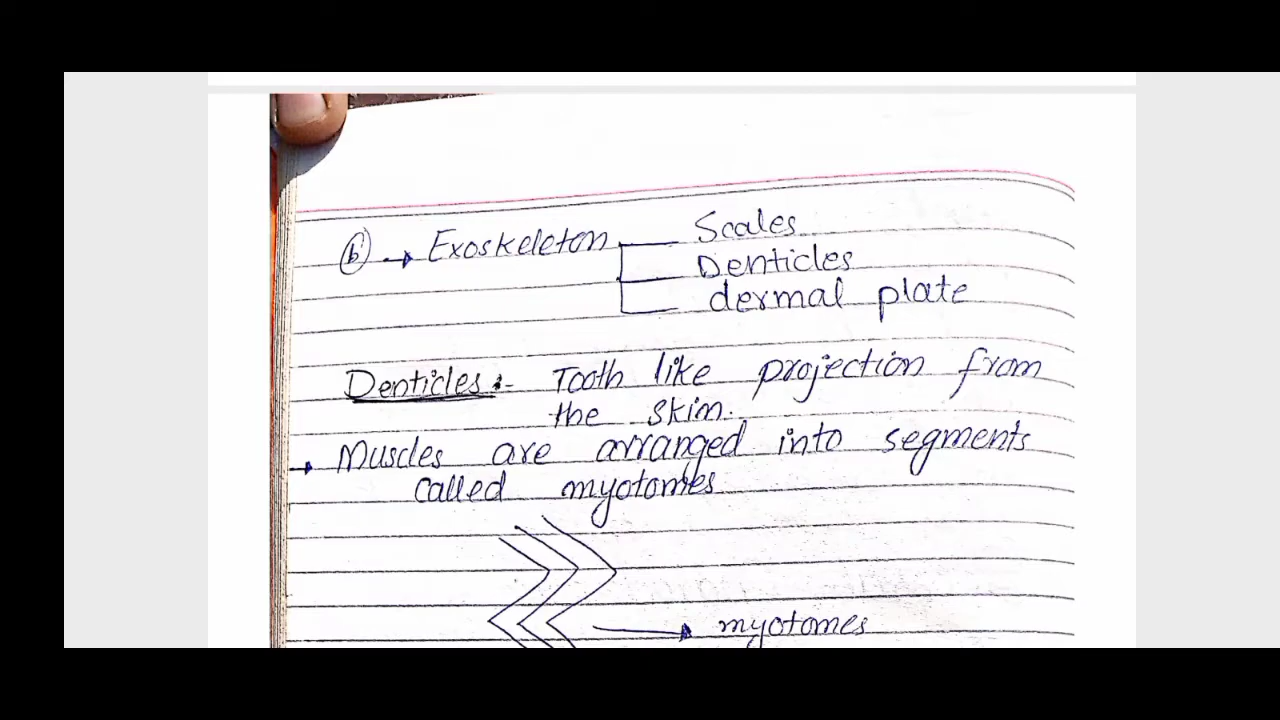 (b) → Exoskeleton
Scales
Denticles
dermal plate
Denticles :- Tooth like projection from
the skin.
→ Muscles are arranged into segments
called myotomes
→ myotomes